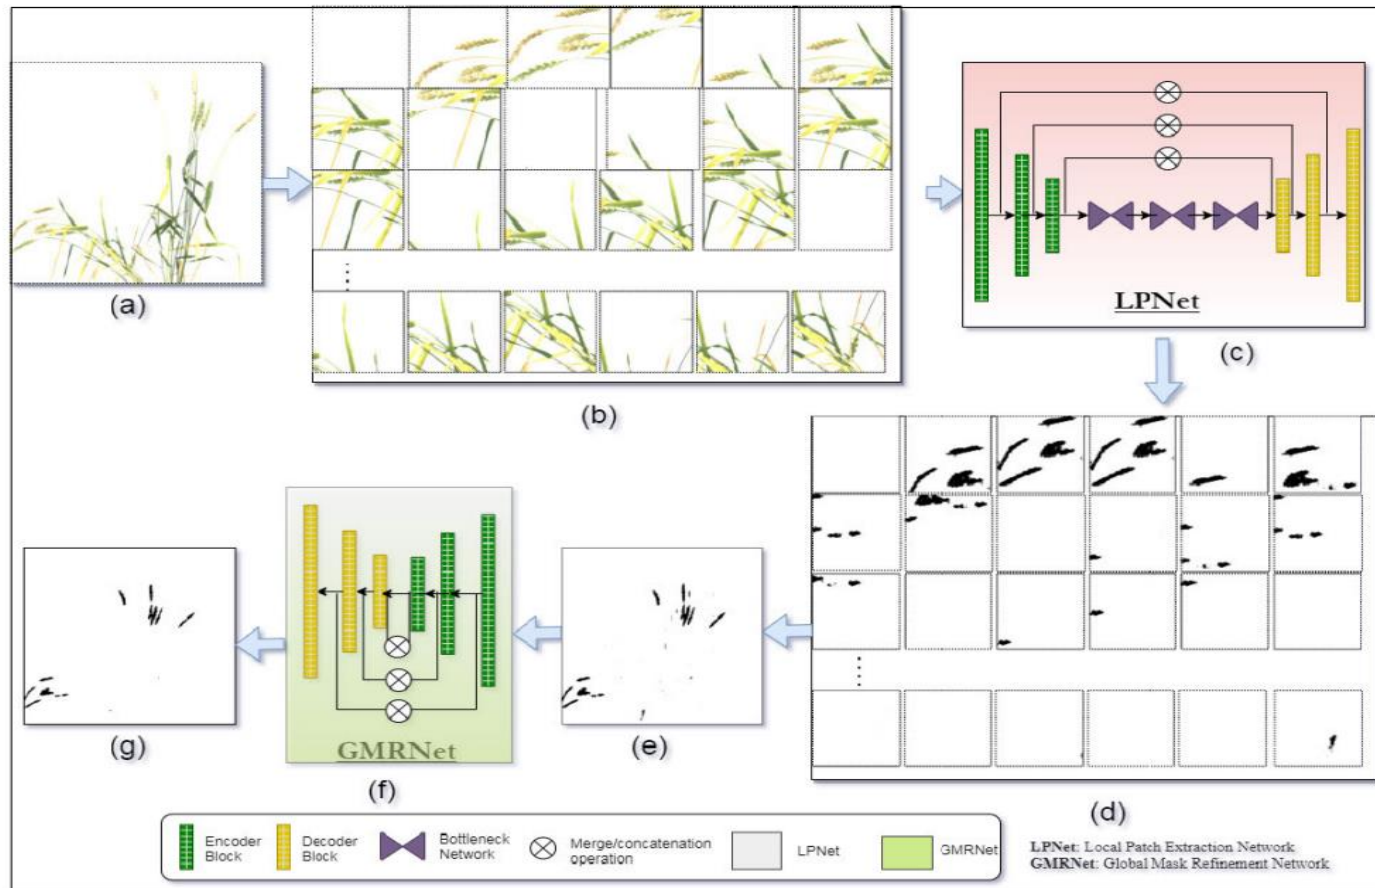 (a)
(b)
LPNet
(c)
(d)
(e)
GMRNet
(f)
(g)
Encoder
Block
Decoder
Block
Bottleneck
Network
Merge/concatenation
operation
LPNet
GMRNet
LPNet: Local Patch Extraction Network
GMRNet: Global Mask Refinement Network